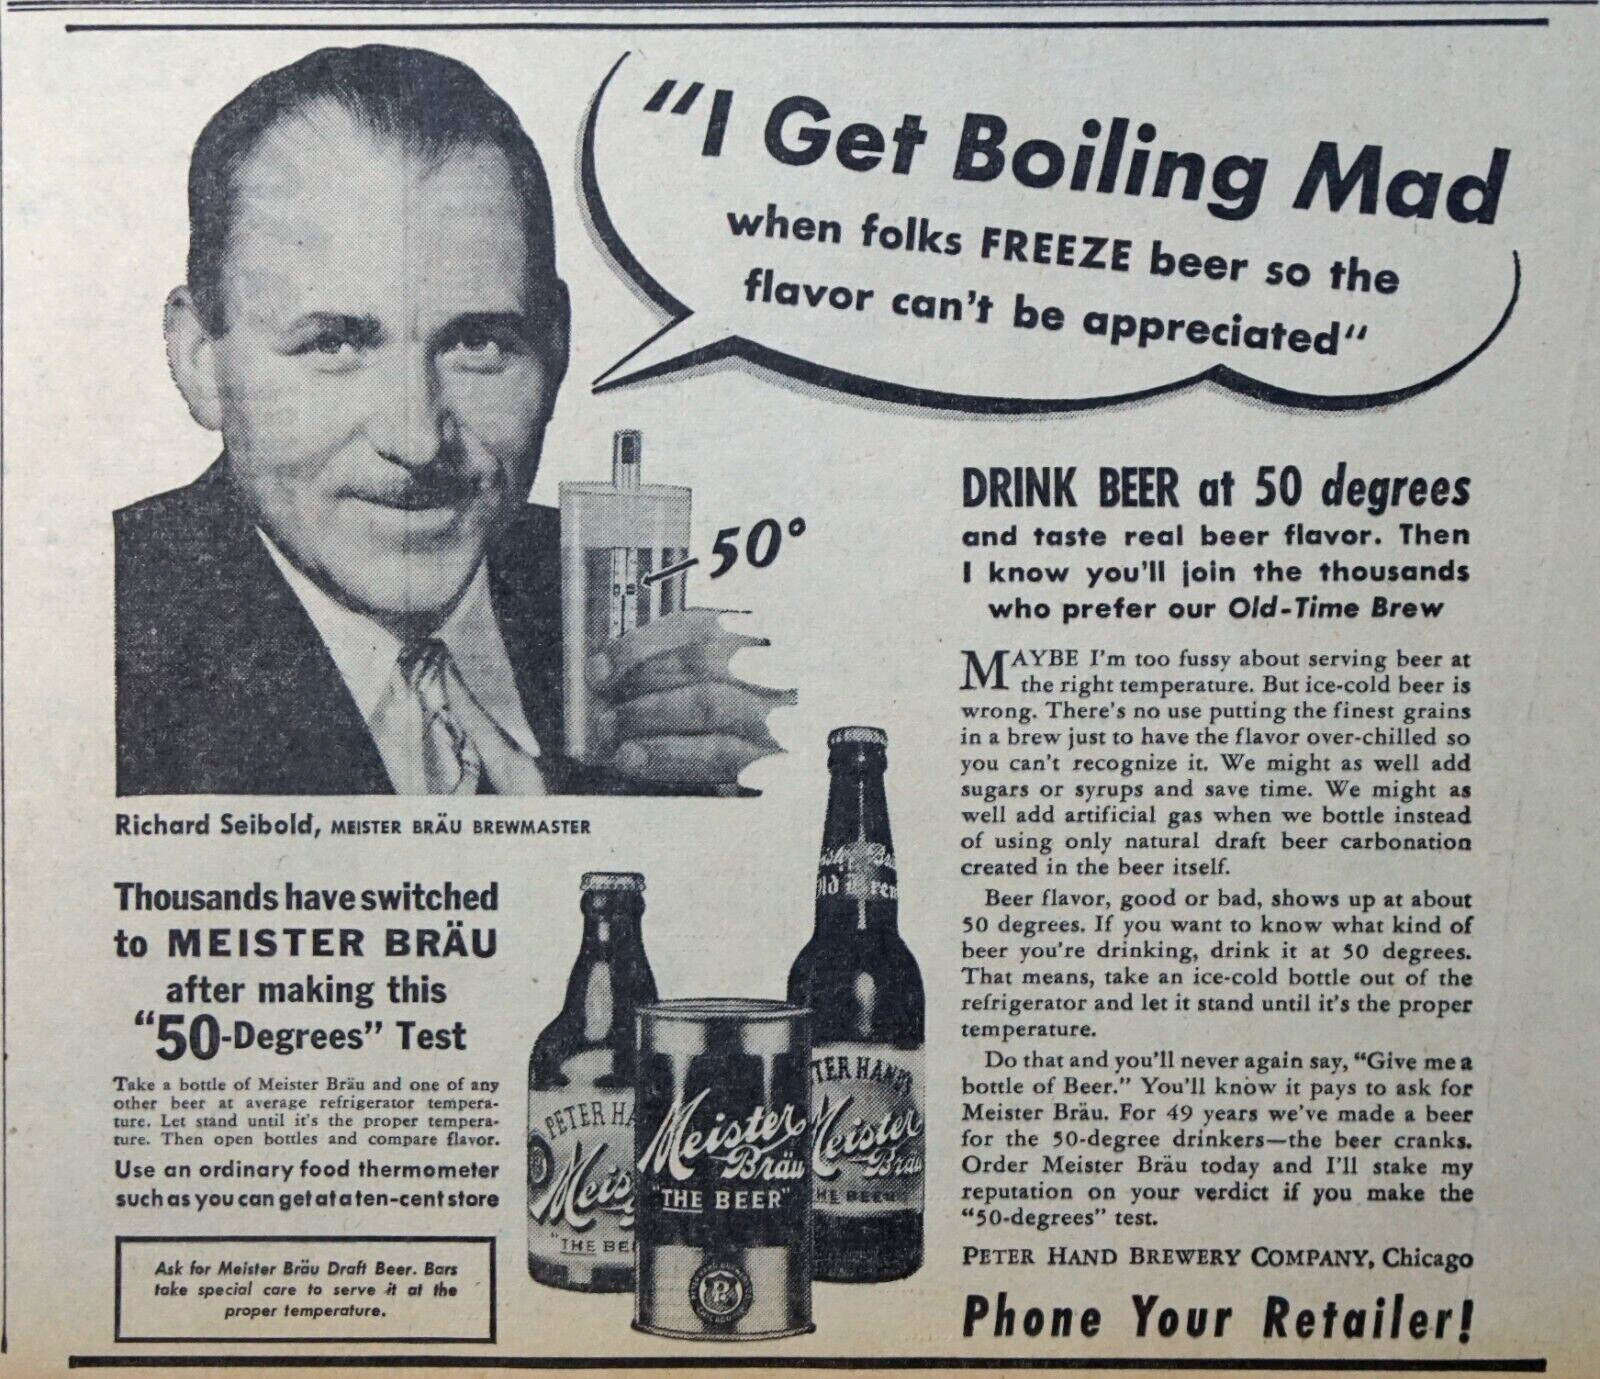 "I Get Boiling Mad
when folks FREEZE beer so the
flavor can't be appreciated"
50°
Richard Seibold, MEISTER BRÄU BREWMASTER
Thousands have switched
to MEISTER BRÄU
after making this
"50-Degrees" Test
Take a bottle of Meister Bräu and one of any
other beer at average refrigerator tempera-
ture. Let stand until it's the proper tempera-
ture. Then open bottles and compare flavor.
Use an ordinary food thermometer
such as you can get at a ten-cent store
Ask for Meister Bräu Draft Beer. Bars
take special care to serve it at the
proper temperature.
PETER HA
Meis
"THE BE
Meister
Bräu
"THE BEER"
TER HAND'S
Meister
Bräu
HE BEER"
DRINK BEER at 50 degrees
and taste real beer flavor. Then
I know you'll join the thousands
who prefer our Old-Time Brew
MAYBE I'm too fussy about serving beer at
the right temperature. But ice-cold beer is
wrong. There's no use putting the finest grains
in a brew just to have the flavor over-chilled so
you can't recognize it. We might as well add
sugars or syrups and save time. We might as
well add artificial gas when we bottle instead
of using only natural draft beer carbonation
created in the beer itself.
Beer flavor, good or bad, shows up at about
50 degrees. If you want to know what kind of
beer you're drinking, drink it at 50 degrees.
That means, take an ice-cold bottle out of the
refrigerator and let it stand until it's the proper
temperature.
Do that and you'll never again say, "Give me a
bottle of Beer." You'll know it pays to ask for
Meister Bräu. For 49 years we've made a beer
for the 50-degree drinkers—the beer cranks.
Order Meister Bräu today and I'll stake my
reputation on your verdict if you make the
"50-degrees" test.
PETER HAND BREWERY COMPANY, Chicago
Phone Your Retailer!